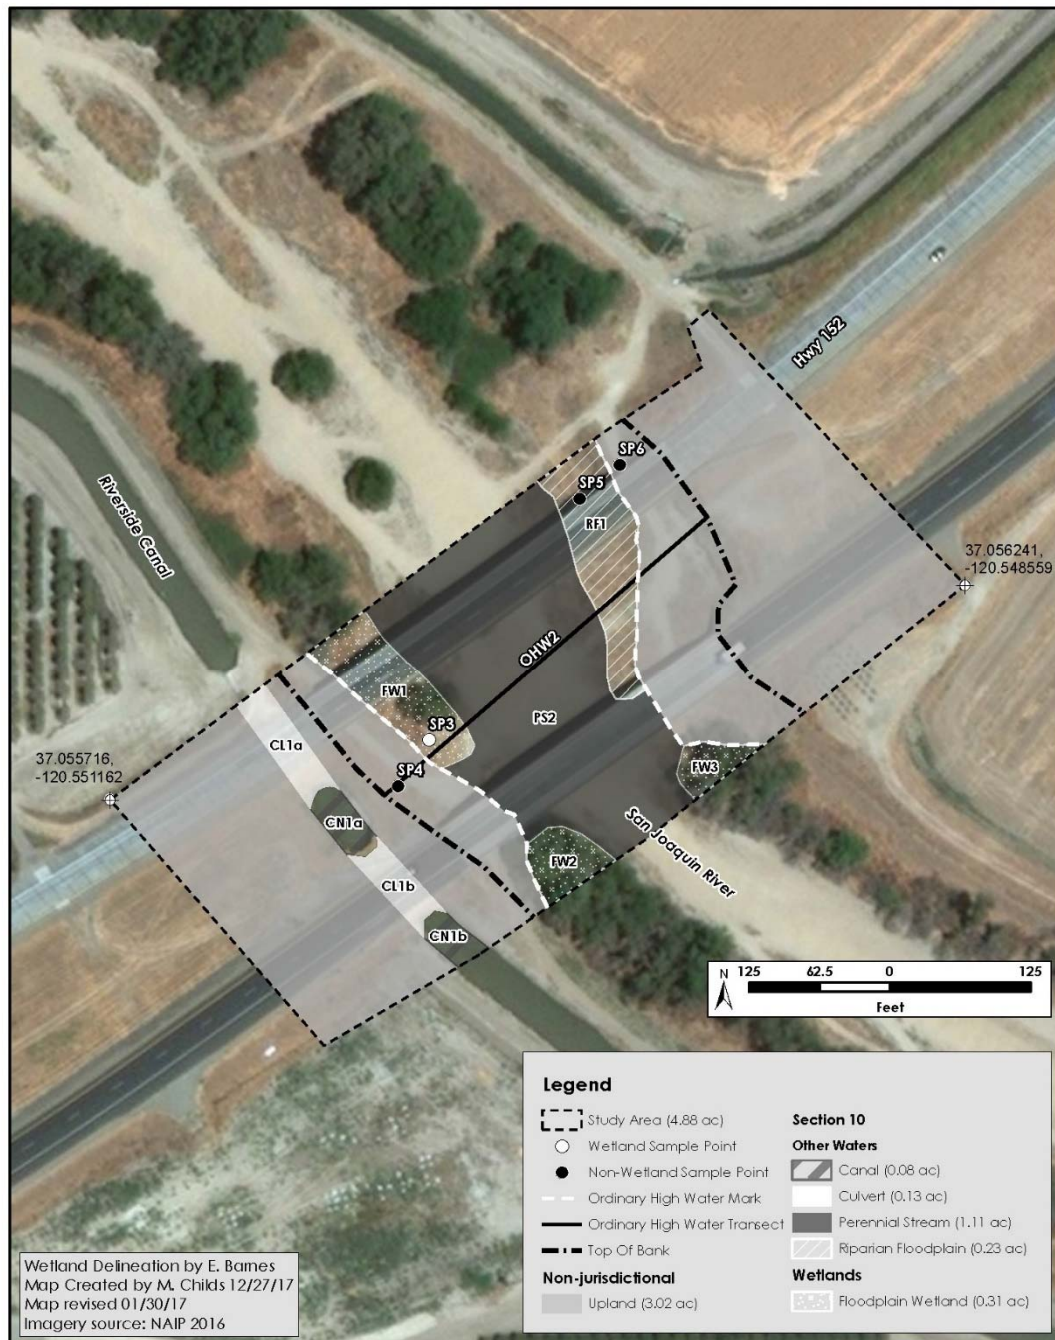 Hwy 152
SP6
SP5
RF1
Riverside Canal
37.056241,
-120.548559
OHW2
FW1
SP3
PS2
CL1a
FW3
37.055716,
-120.551162
SP4
CN1a
San Joaquin River
FW2
CL1b
CN1b
N
125 62.5 0 125
Feet
Legend
Study Area (4.88 ac)
Wetland Sample Point
Non-Wetland Sample Point
Ordinary High Water Mark
Ordinary High Water Transect
Top Of Bank
Non-jurisdictional
Upland (3.02 ac)
Section 10
Other Waters
Canal (0.08 ac)
Culvert (0.13 ac)
Perennial Stream (1.11 ac)
Riparian Floodplain (0.23 ac)
Wetlands
Floodplain Wetland (0.31 ac)
Wetland Delineation by E. Barnes
Map Created by M. Childs 12/27/17
Map revised 01/30/17
Imagery source: NAIP 2016